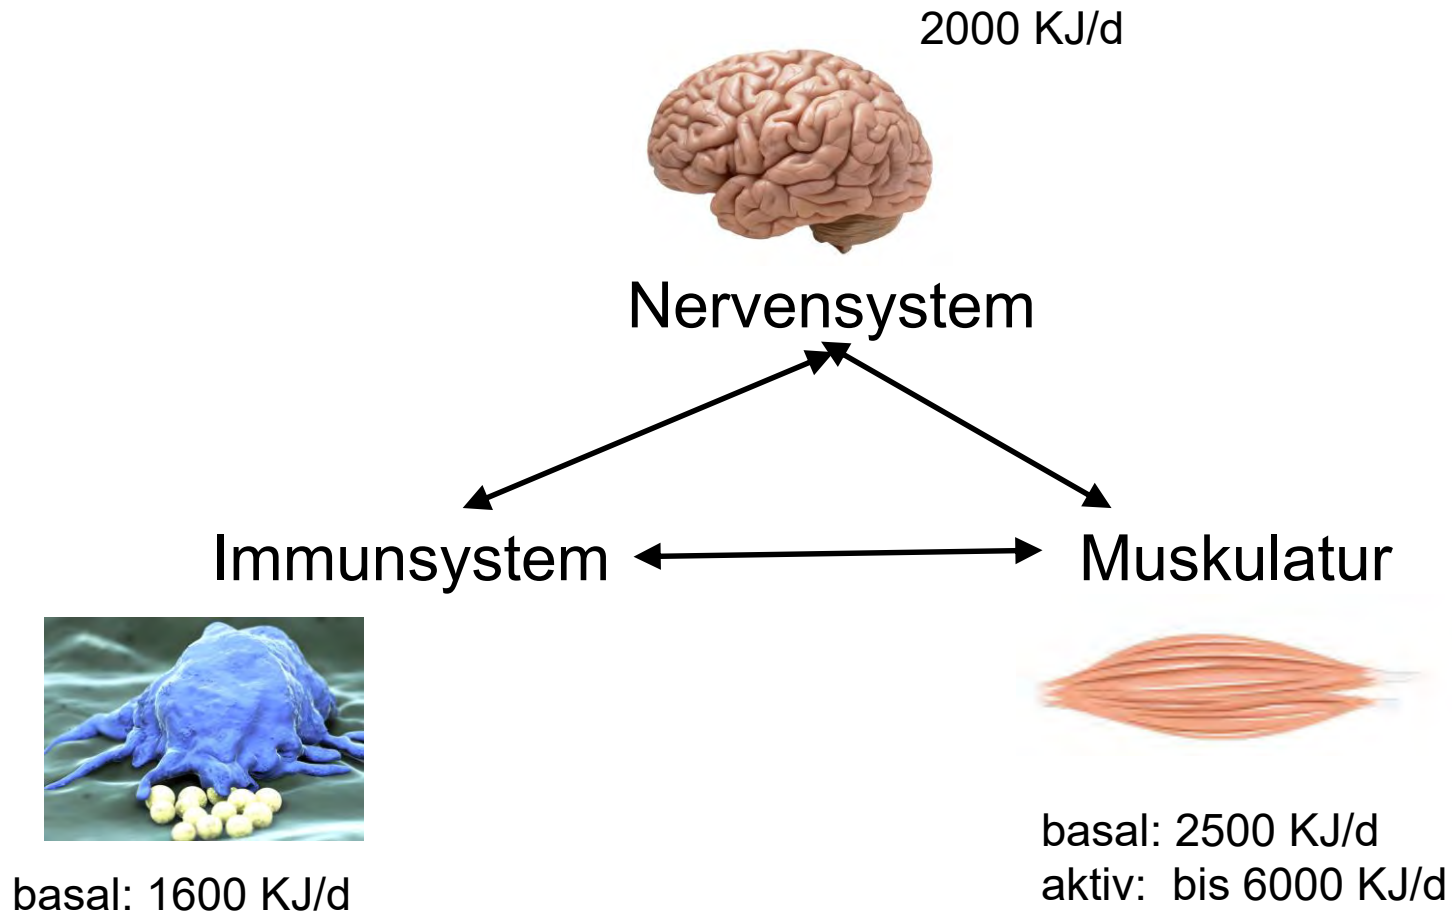 2000 KJ/d
Nervensystem
Immunsystem
Muskulatur
basal: 1600 KJ/d
basal: 2500 KJ/d
aktiv: bis 6000 KJ/d